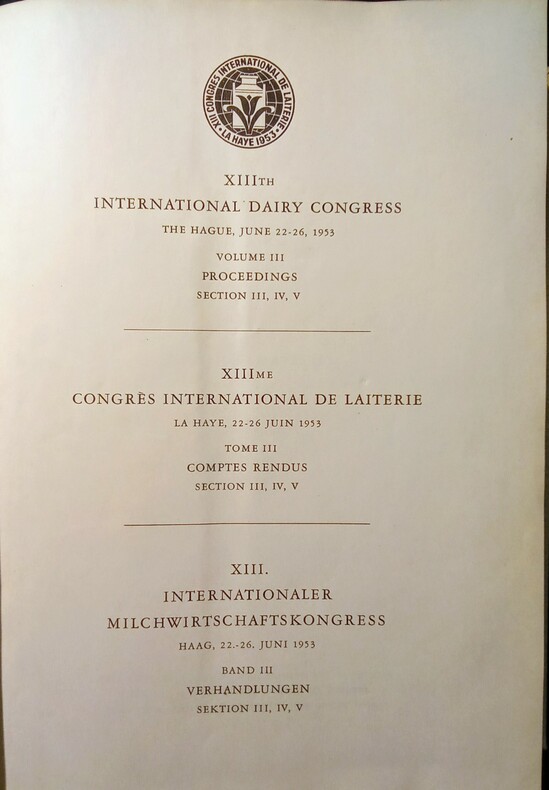 XIII CONGRES INTERNATIONAL DE LAITERIE
• LA HAYE 1953 •
XIIITH
INTERNATIONAL DAIRY CONGRESS
THE HAGUE, JUNE 22-26, 1953
VOLUME III
PROCEEDINGS
SECTION III, IV, V
XIIIME
CONGRÈS INTERNATIONAL DE LAITERIE
LA HAYE, 22-26 JUIN 1953
TOME III
COMPTES RENDUS
SECTION III, IV, V
XIII.
INTERNATIONALER
MILCHWIRTSCHAFTSKONGRESS
HAAG, 22.-26. JUNI 1953
BAND III
VERHANDLUNGEN
SEKTION III, IV, V